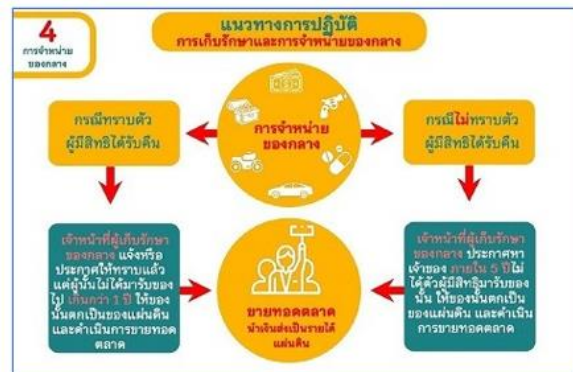 4
การจำหน่าย
ของกลาง
แนวทางการปฏิบัติ
การเก็บรักษาและการจำหน่ายของกลาง
กรณีทราบตัว
ผู้มีสิทธิได้รับคืน
การจำหน่าย
ของกลาง
กรณีไม่ทราบตัว
ผู้มีสิทธิได้รับคืน
เจ้าหน้าที่ผู้เก็บรักษา
ของกลาง แจ้งหรือ
ประกาศให้ทราบแล้ว
แต่ผู้นั้นไม่ได้มารับของ
ไป เกินกว่า 1 ปี ให้ของ
นั้นตกเป็นของแผ่นดิน
และดำเนินการขายทอด
ตลาด
ขายทอดตลาด
นำเงินส่งเป็นรายได้
แผ่นดิน
เจ้าหน้าที่ผู้เก็บรักษา
ของกลาง ประกาศหา
เจ้าของ ภายใน 5 ปีไม่
ได้ตัวผู้มีสิทธิมารับของ
นั้น ให้ของนั้นตกเป็น
ของแผ่นดิน และดำเนิน
การขายทอดตลาด